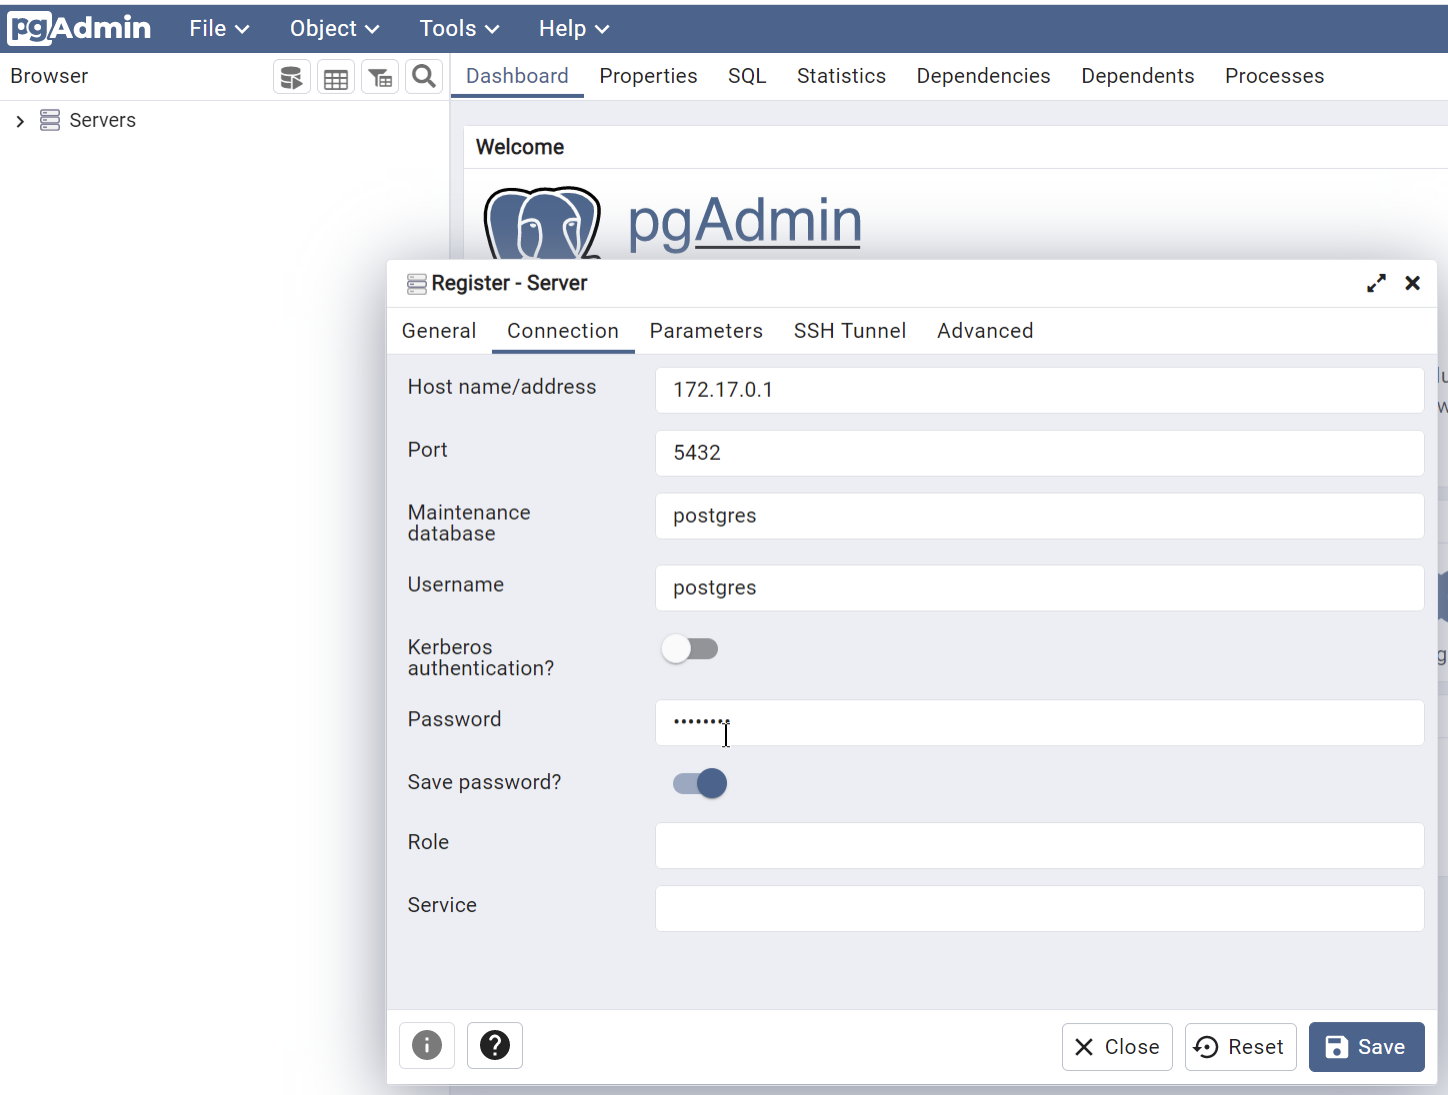 pgAdmin File Object Tools Help
Browser Dashboard Properties SQL Statistics Dependencies Dependents Processes
Servers
Welcome
pgAdmin
Register - Server
General Connection Parameters SSH Tunnel Advanced
Host name/address 172.17.0.1
Port 5432
Maintenance
database
postgres
Username postgres
Kerberos
authentication?
Password ••••••••
Save password?
Role
Service
Close Reset Save